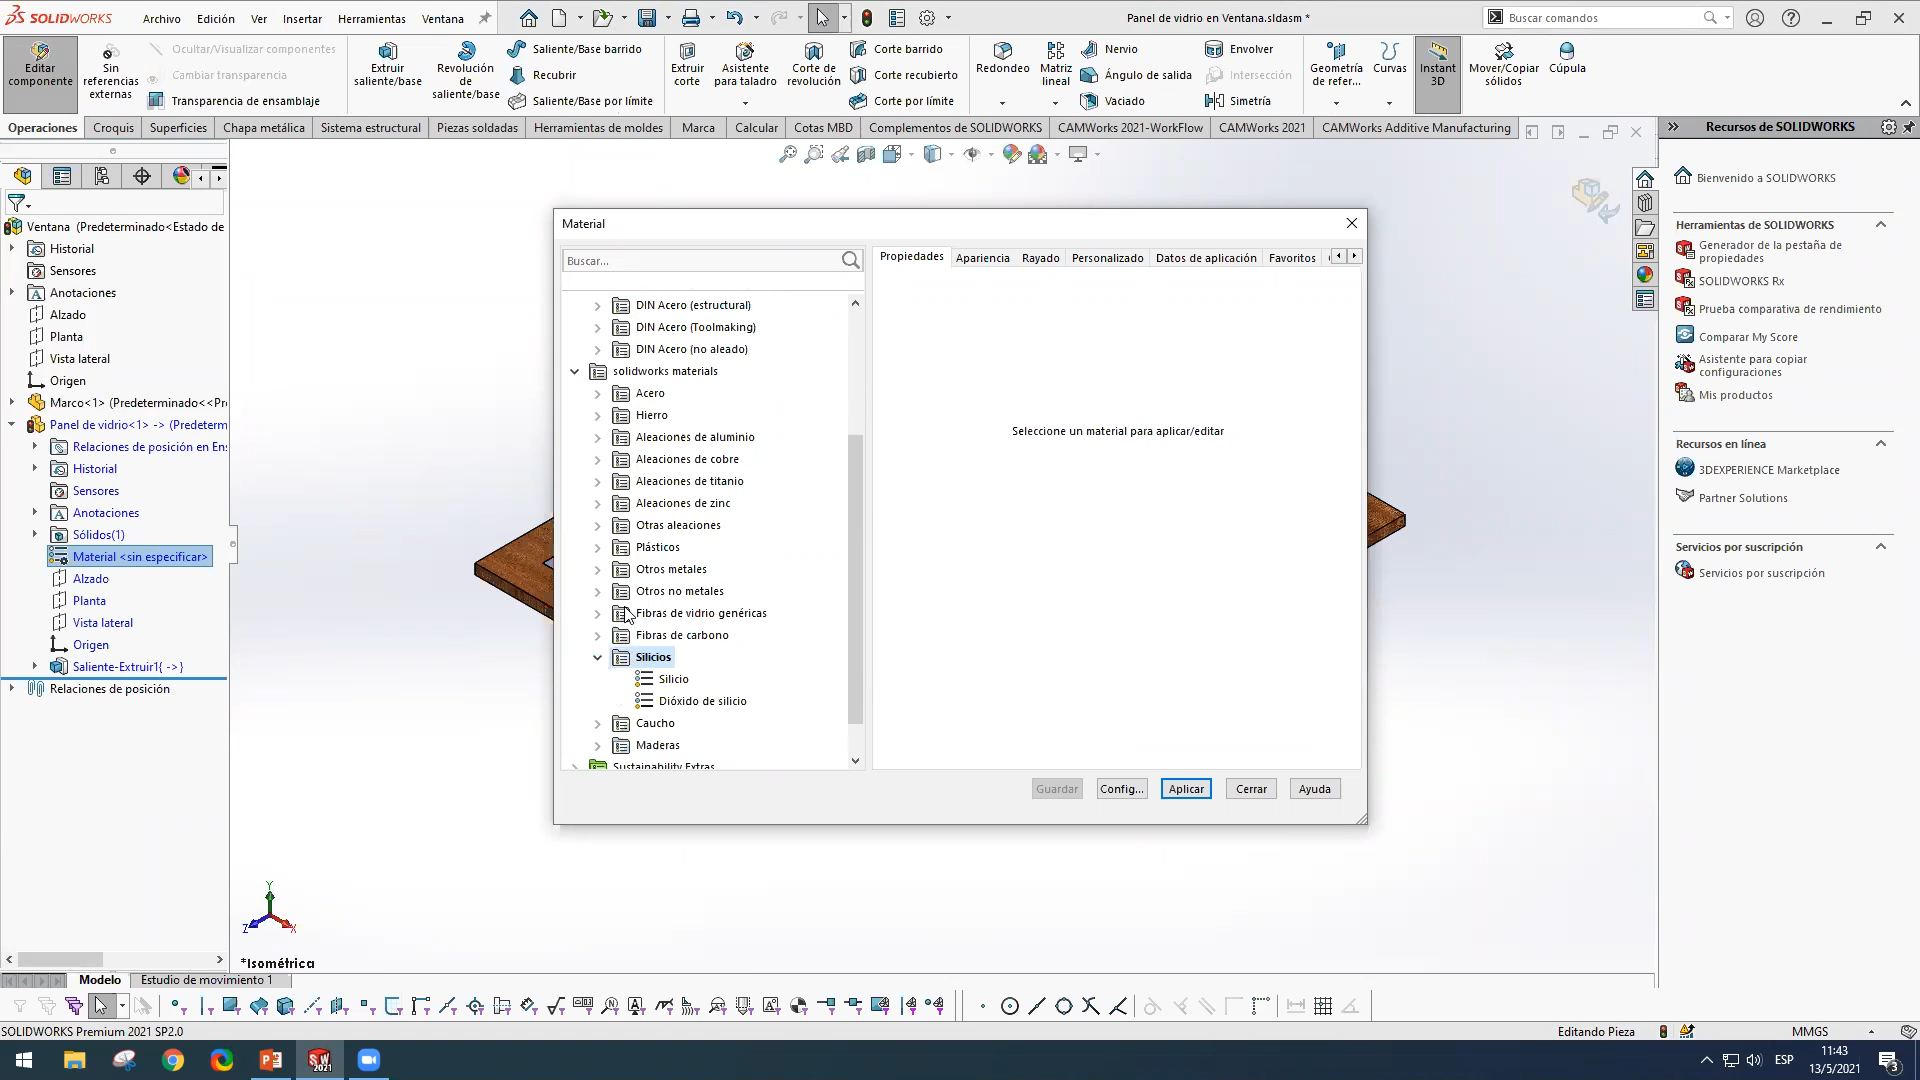 SOLIDWORKS
Archivo
Edición
Ver
Insertar
Herramientas
Ventana
Panel de vidrio en Ventana.sldasm *
Buscar comandos
Editar
componente
Sin
referencias
externas
Ocultar/Visualizar componentes
Cambiar transparencia
Transparencia de ensamblaje
Extruir
saliente/base
Revolución
de
saliente/base
Saliente/Base barrido
Recubrir
Saliente/Base por límite
Extruir
corte
Asistente
para taladro
Corte de
revolución
Corte barrido
Corte recubierto
Corte por límite
Redondeo
Matriz
lineal
Nervio
Ángulo de salida
Vaciado
Envolver
Intersección
Simetría
Geometría
de refer...
Curvas
Instant
3D
Mover/Copiar
sólidos
Cúpula
Operaciones
Croquis
Superficies
Chapa metálica
Sistema estructural
Piezas soldadas
Herramientas de moldes
Marca
Calcular
Cotas MBD
Complementos de SOLIDWORKS
CAMWorks 2021-WorkFlow
CAMWorks 2021
CAMWorks Additive Manufacturing
Recursos de SOLIDWORKS
Ventana (Predeterminado<Estado de
Historial
Sensores
Anotaciones
Alzado
Planta
Vista lateral
Origen
Marco<1> (Predeterminado<<Pr
Panel de vidrio<1> -> (Predeterm
Relaciones de posición en En
Historial
Sensores
Anotaciones
Sólidos(1)
Material <sin especificar>
Alzado
Planta
Vista lateral
Origen
Saliente-Extruir1{ ->}
Relaciones de posición
Material
Buscar...
DIN Acero (estructural)
DIN Acero (Toolmaking)
DIN Acero (no aleado)
solidworks materials
Acero
Hierro
Aleaciones de aluminio
Aleaciones de cobre
Aleaciones de titanio
Aleaciones de zinc
Otras aleaciones
Plásticos
Otros metales
Otros no metales
Fibras de vidrio genéricas
Fibras de carbono
Silicios
Silicio
Dióxido de silicio
Caucho
Maderas
Sustainability Extras
Propiedades
Apariencia
Rayado
Personalizado
Datos de aplicación
Favoritos
Seleccione un material para aplicar/editar
Guardar
Config...
Aplicar
Cerrar
Ayuda
Bienvenido a SOLIDWORKS
Herramientas de SOLIDWORKS
Generador de la pestaña de
propiedades
SOLIDWORKS Rx
Prueba comparativa de rendimiento
Comparar My Score
Asistente para copiar
configuraciones
Mis productos
Recursos en línea
3DEXPERIENCE Marketplace
Partner Solutions
Servicios por suscripción
Servicios por suscripción
Y
Z
X
*Isométrica
Modelo
Estudio de movimiento 1
SOLIDWORKS Premium 2021 SP2.0
Editando Pieza
MMGS
ESP
11:43
13/5/2021
3